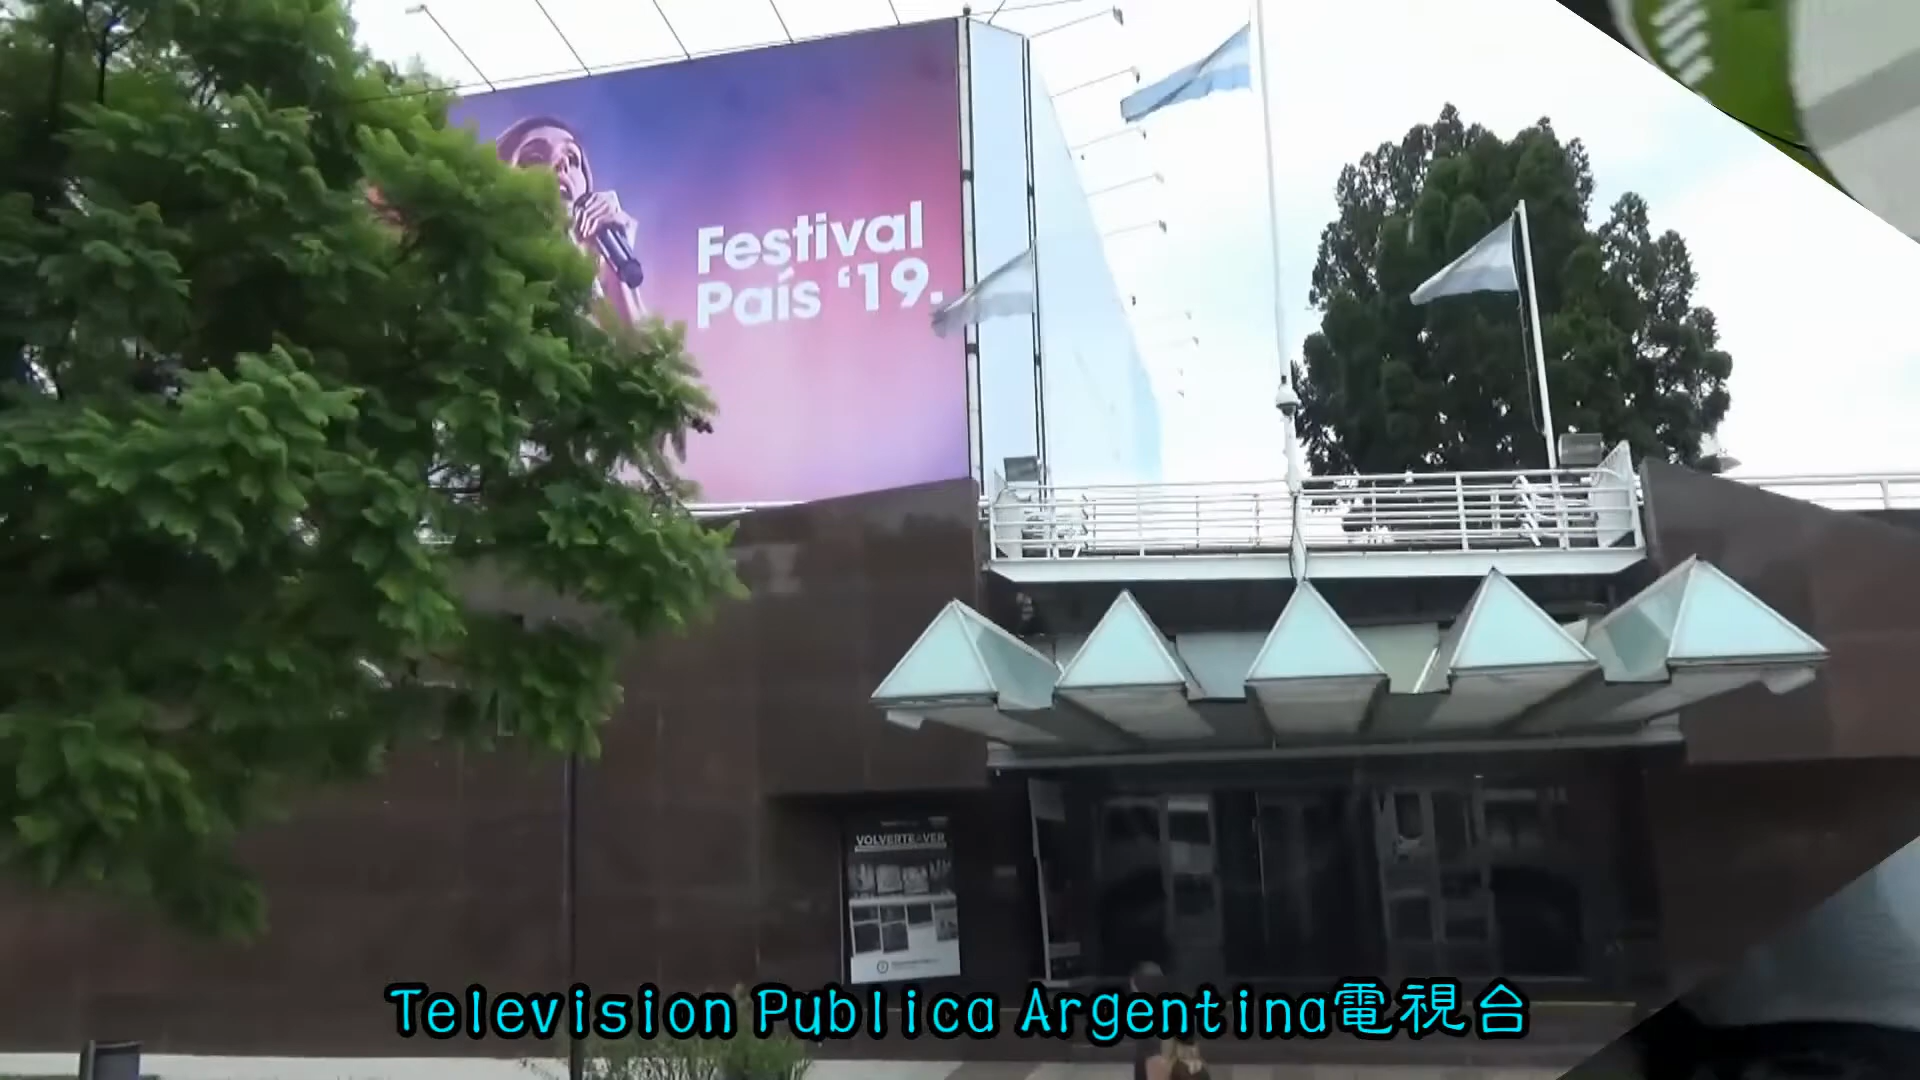 Festival
País ‘19.
VOLVERTE A VER
Television Publica Argentina電視台